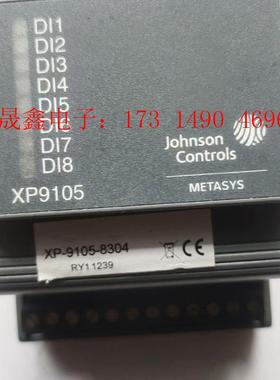 DI1
DI2
DI3
DI4
DI5
DI7
DI8
晟鑫电子：173 1490 4696
Johnson
Controls
XP9105
METASYS
XP-9105-8304
RY11239
CE